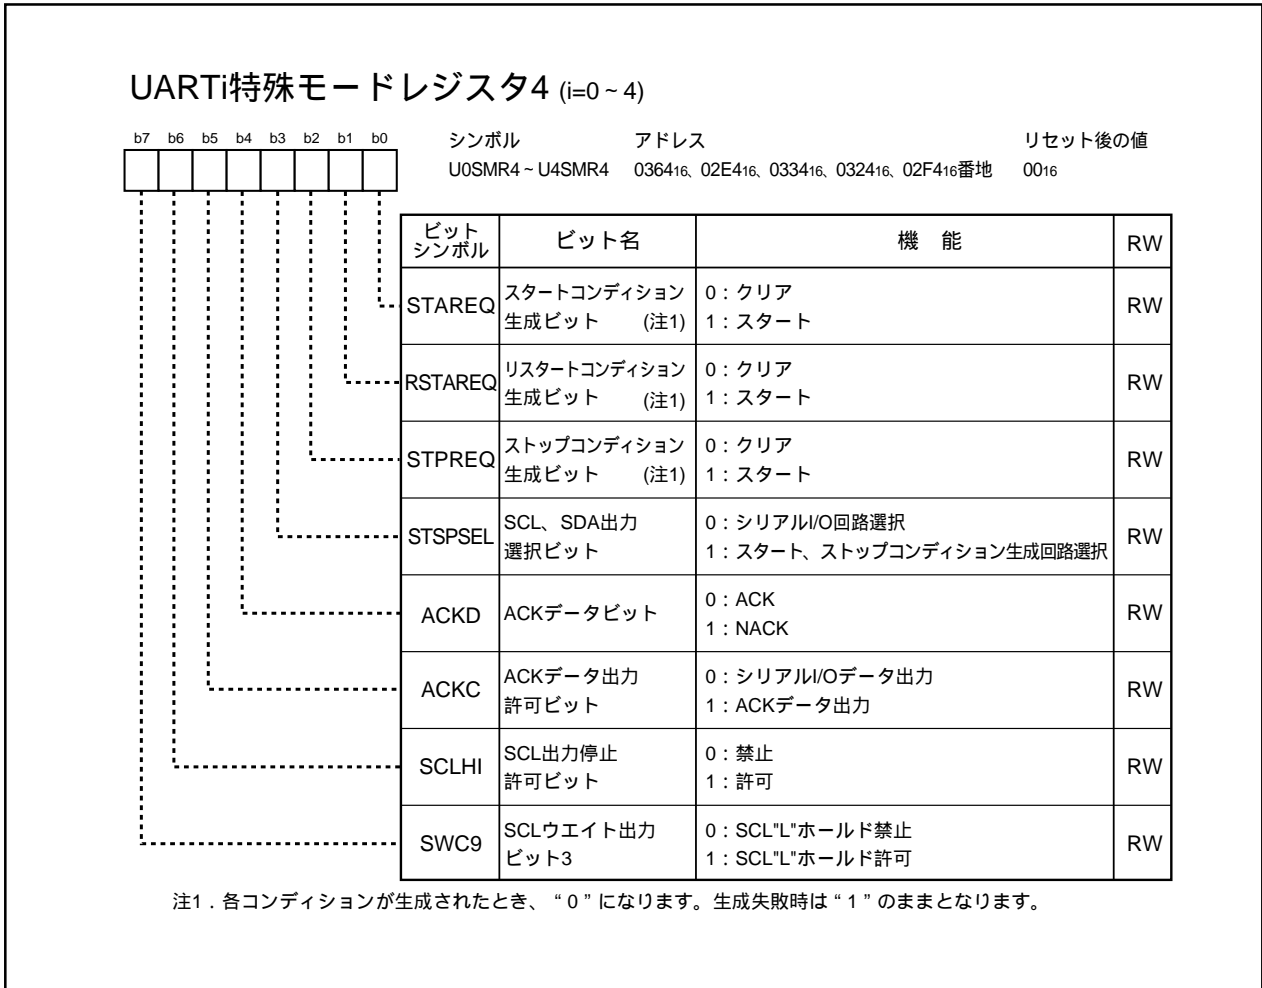 UARTi特殊モードレジスタ4 (i=0 ~ 4)
b7 b6 b5 b4 b3 b2 b1 b0
シンボル アドレス リセット後の値
U0SMR4 ~ U4SMR4 036416、02E416、033416、032416、02F416番地 0016
ビット シンボル ビット名 機 能 RW
STAREQ スタートコンディション 0:クリア RW
生成ビット (注1) 1:スタート
RSTAREQ リスタートコンディション 0:クリア RW
生成ビット (注1) 1:スタート
STPREQ ストップコンディション 0:クリア RW
生成ビット (注1) 1:スタート
STSPSEL SCL、SDA出力 0:シリアルI/O回路選択 RW
選択ビット 1:スタート、ストップコンディション生成回路選択
ACKD ACKデータビット 0:ACK RW
1:NACK
ACKC ACKデータ出力 0:シリアルI/Oデータ出力 RW
許可ビット 1:ACKデータ出力
SCLHI SCL出力停止 0:禁止 RW
許可ビット 1:許可
SWC9 SCLウエイト出力 0:SCL"L"ホールド禁止 RW
ビット3 1:SCL"L"ホールド許可
注1.各コンディションが生成されたとき、“0”になります。生成失敗時は“1”のままとなります。